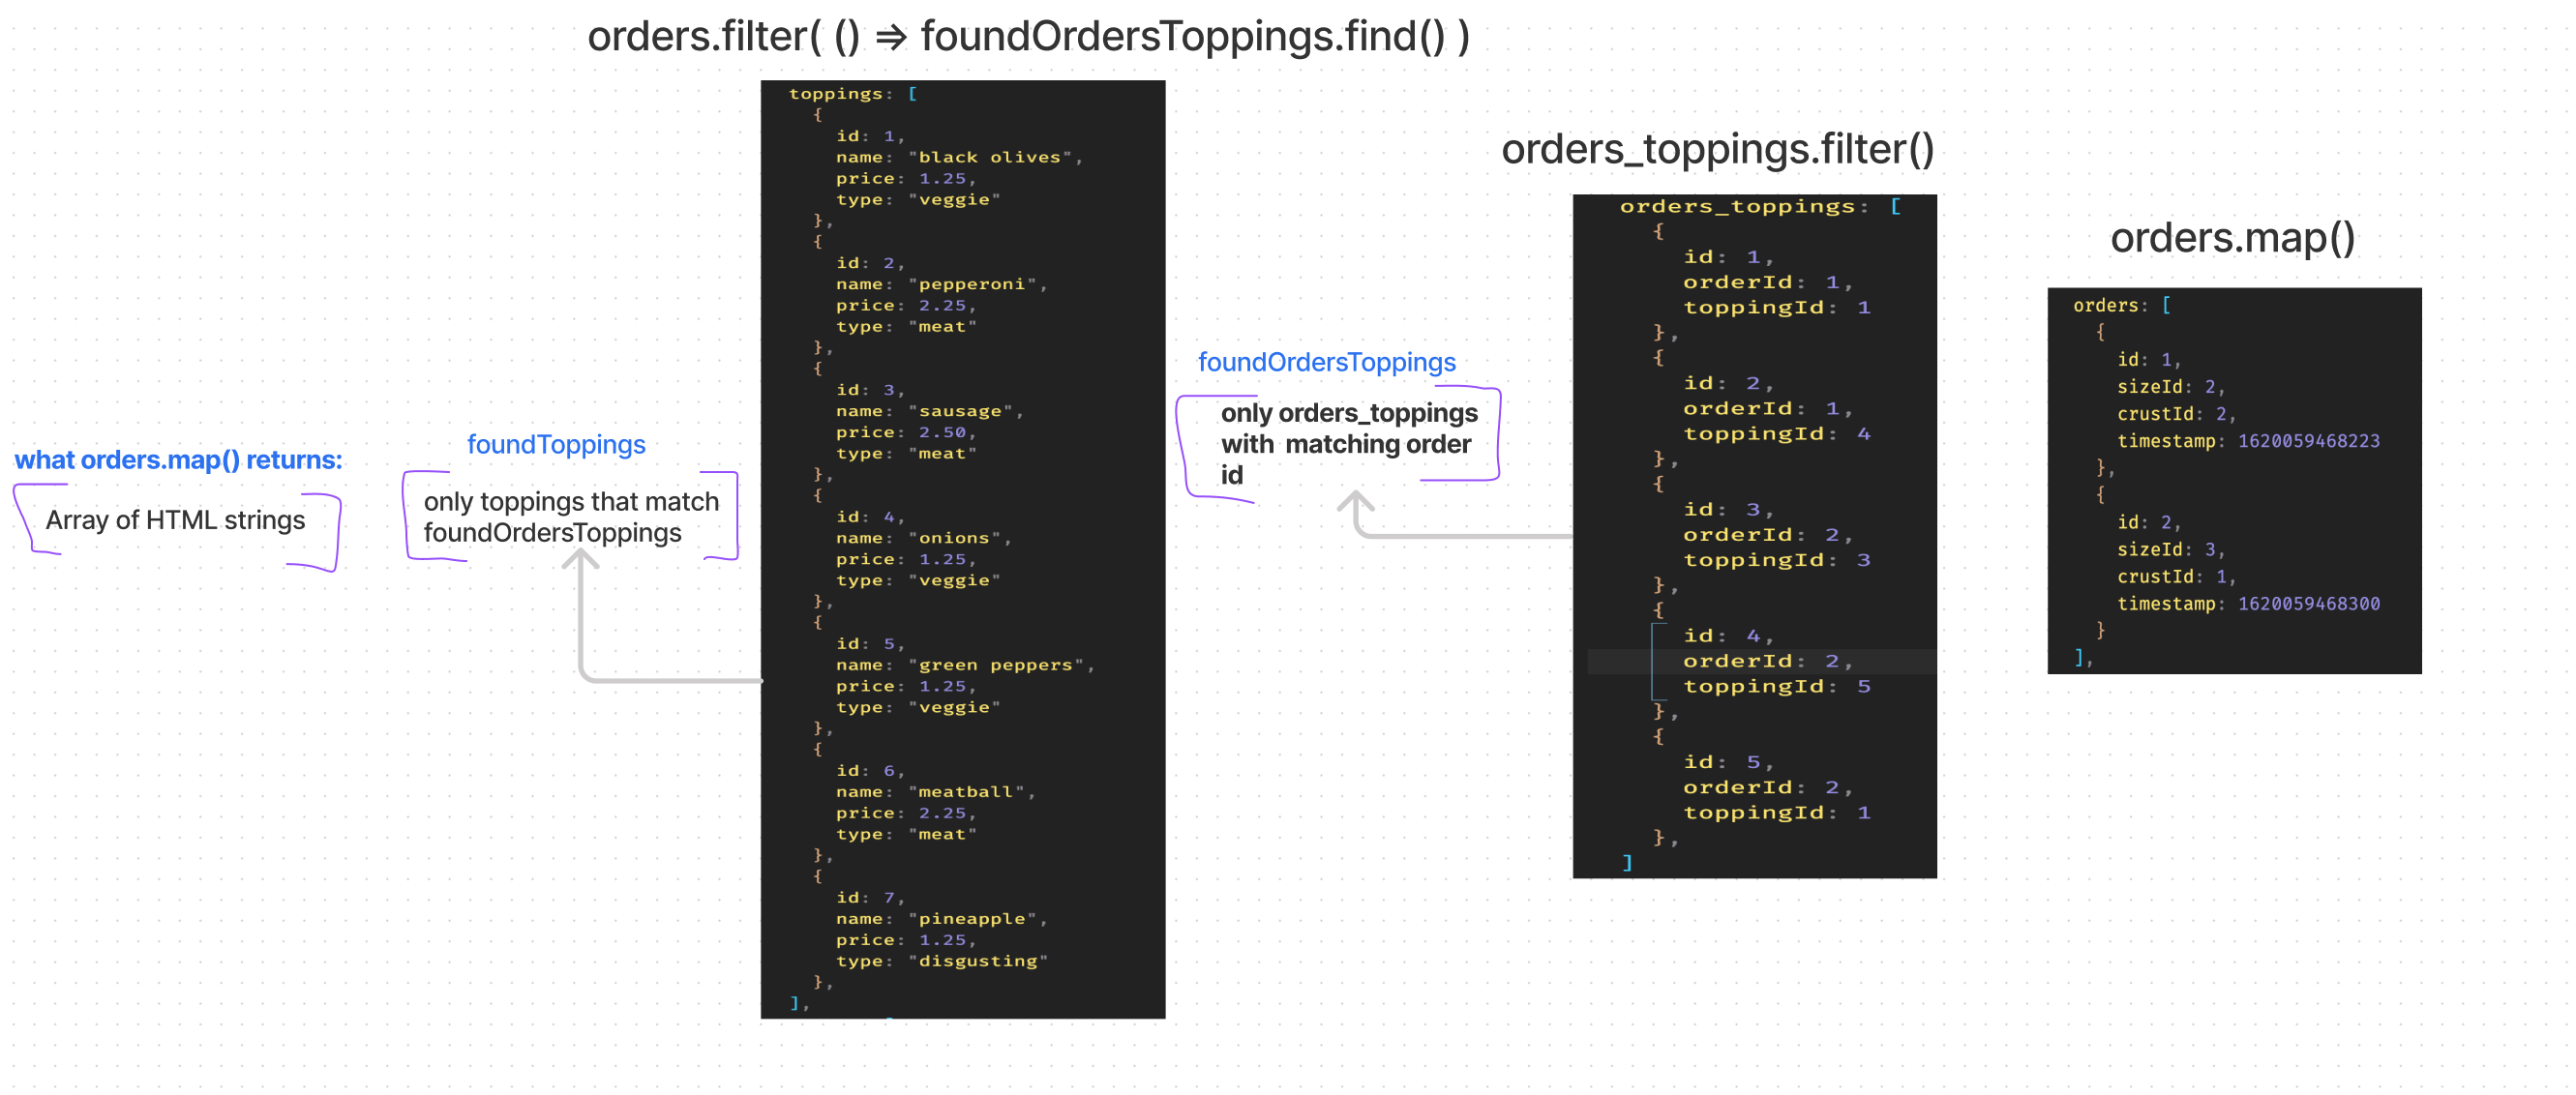 orders.filter( () => foundOrdersToppings.find() )
what orders.map() returns:
Array of HTML strings
foundToppings
only toppings that match
foundOrdersToppings
toppings: [
{
id: 1,
name: "black olives",
price: 1.25,
type: "veggie"
},
{
id: 2,
name: "pepperoni",
price: 2.25,
type: "meat"
},
{
id: 3,
name: "sausage",
price: 2.50,
type: "meat"
},
{
id: 4,
name: "onions",
price: 1.25,
type: "veggie"
},
{
id: 5,
name: "green peppers",
price: 1.25,
type: "veggie"
},
{
id: 6,
name: "meatball",
price: 2.25,
type: "meat"
},
{
id: 7,
name: "pineapple",
price: 1.25,
type: "disgusting"
},
],
foundOrdersToppings
only orders_toppings
with matching order
id
orders_toppings.filter()
orders_toppings: [
{
id: 1,
orderId: 1,
toppingId: 1
},
{
id: 2,
orderId: 1,
toppingId: 4
},
{
id: 3,
orderId: 2,
toppingId: 3
},
{
id: 4,
orderId: 2,
toppingId: 5
},
{
id: 5,
orderId: 2,
toppingId: 1
},
]
orders.map()
orders: [
{
id: 1,
sizeId: 2,
crustId: 2,
timestamp: 1620059468223
},
{
id: 2,
sizeId: 3,
crustId: 1,
timestamp: 1620059468300
}
],